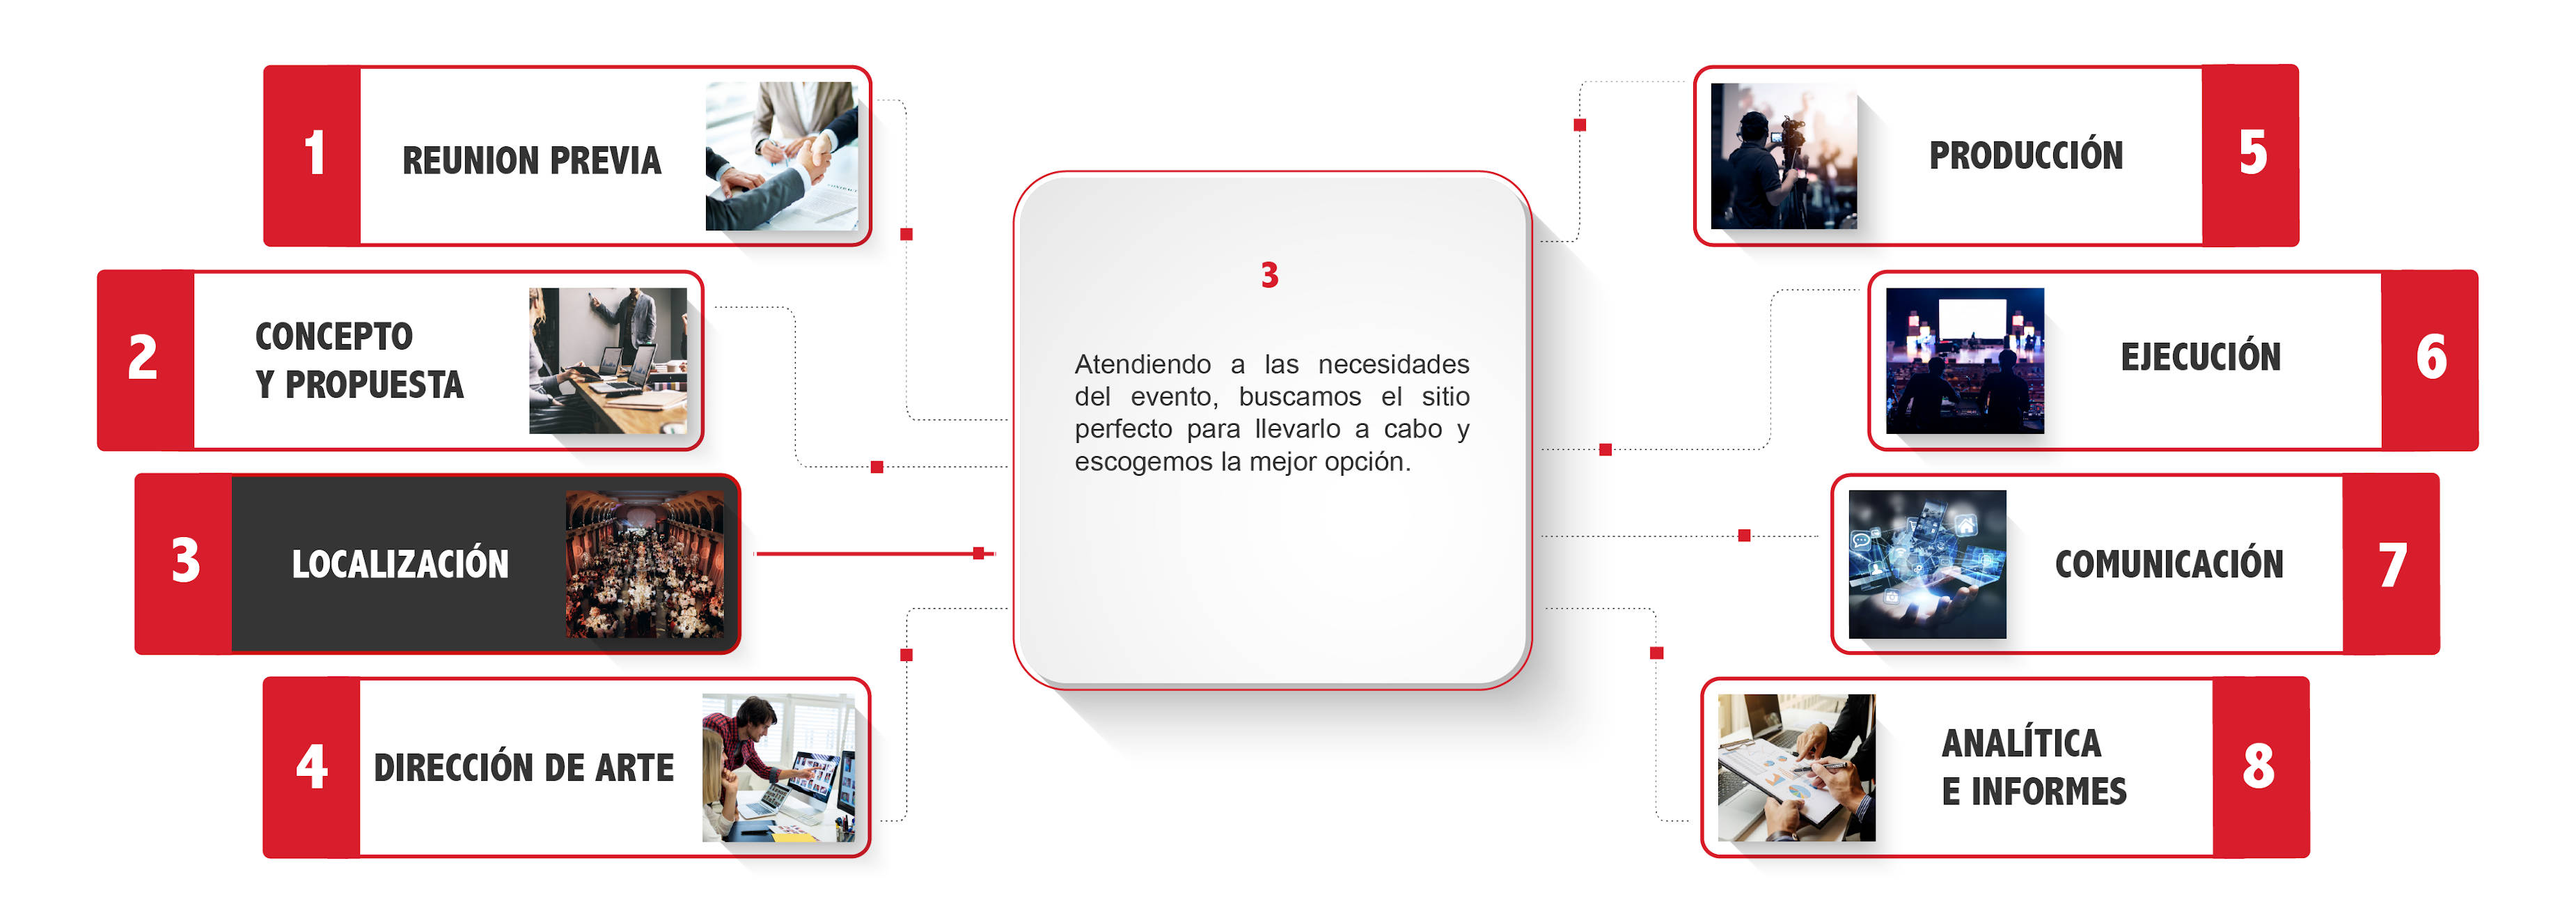 1
REUNION PREVIA
2
CONCEPTO
Y PROPUESTA
3
LOCALIZACIÓN
4
DIRECCIÓN DE ARTE
3
Atendiendo a las necesidades
del evento, buscamos el sitio
perfecto para llevarlo a cabo y
escogemos la mejor opción.
PRODUCCIÓN
5
EJECUCIÓN
6
COMUNICACIÓN
7
ANALÍTICA
E INFORMES
8